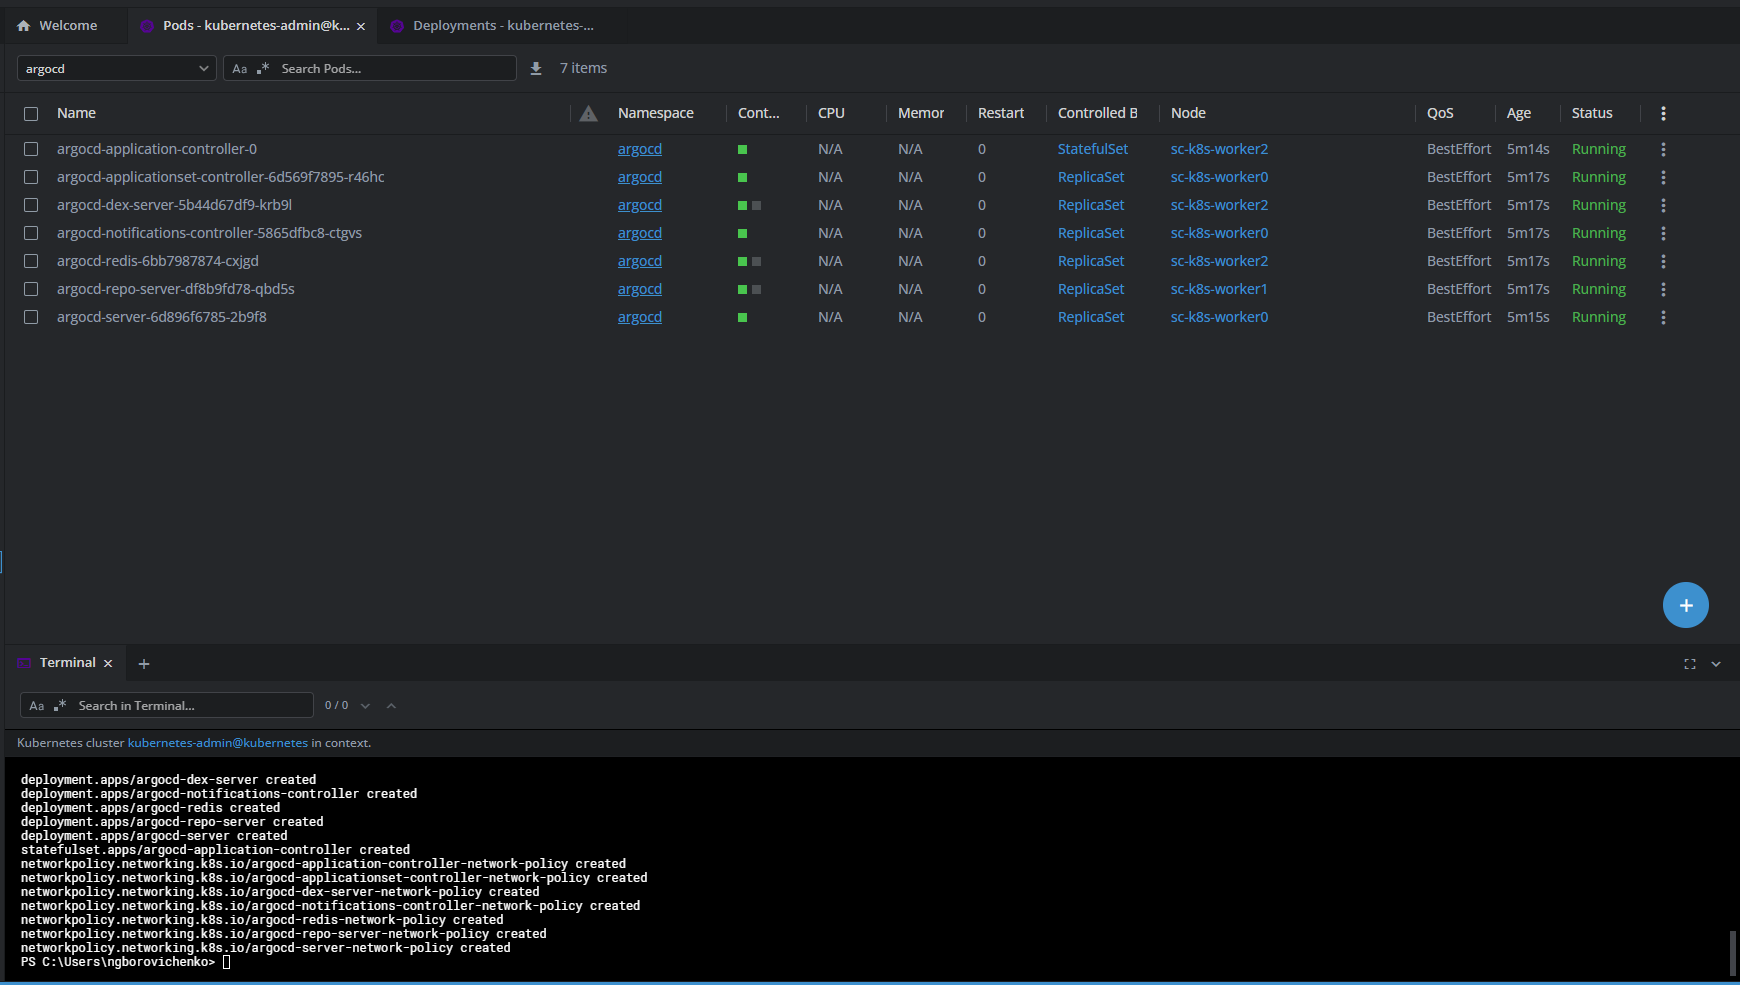 Welcome Pods - kubernetes-admin@k... Deployments - kubernetes-...
argocd Aa .* Search Pods... 7 items
Name Namespace Cont... CPU Memor Restart Controlled B Node QoS Age Status
argocd-application-controller-0 argocd N/A N/A 0 StatefulSet sc-k8s-worker2 BestEffort 5m14s Running
argocd-applicationset-controller-6d569f7895-r46hc argocd N/A N/A 0 ReplicaSet sc-k8s-worker0 BestEffort 5m17s Running
argocd-dex-server-5b44d67df9-krb9l argocd N/A N/A 0 ReplicaSet sc-k8s-worker2 BestEffort 5m17s Running
argocd-notifications-controller-5865dfbc8-ctgvs argocd N/A N/A 0 ReplicaSet sc-k8s-worker0 BestEffort 5m17s Running
argocd-redis-6bb7987874-cxjgd argocd N/A N/A 0 ReplicaSet sc-k8s-worker2 BestEffort 5m17s Running
argocd-repo-server-df8b9fd78-qbd5s argocd N/A N/A 0 ReplicaSet sc-k8s-worker1 BestEffort 5m17s Running
argocd-server-6d896f6785-2b9f8 argocd N/A N/A 0 ReplicaSet sc-k8s-worker0 BestEffort 5m15s Running
Terminal
Aa .* Search in Terminal... 0 / 0
Kubernetes cluster kubernetes-admin@kubernetes in context.
deployment.apps/argocd-dex-server created
deployment.apps/argocd-notifications-controller created
deployment.apps/argocd-redis created
deployment.apps/argocd-repo-server created
deployment.apps/argocd-server created
statefulset.apps/argocd-application-controller created
networkpolicy.networking.k8s.io/argocd-application-controller-network-policy created
networkpolicy.networking.k8s.io/argocd-applicationset-controller-network-policy created
networkpolicy.networking.k8s.io/argocd-dex-server-network-policy created
networkpolicy.networking.k8s.io/argocd-notifications-controller-network-policy created
networkpolicy.networking.k8s.io/argocd-redis-network-policy created
networkpolicy.networking.k8s.io/argocd-repo-server-network-policy created
networkpolicy.networking.k8s.io/argocd-server-network-policy created
PS C:\Users\ngborovichenko>